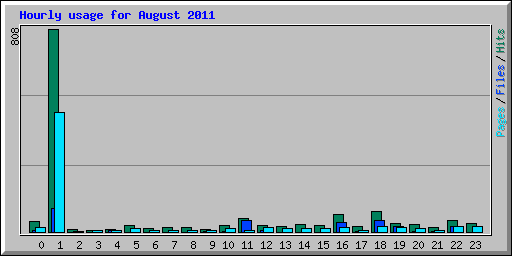 Hourly usage for August 2011
808
Pages/Files/Hits
0 1 2 3 4 5 6 7 8 9 10 11 12 13 14 15 16 17 18 19 20 21 22 23